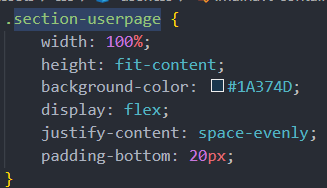 .section-userpage {
width: 100%;
height: fit-content;
background-color: #1A374D;
display: flex;
justify-content: space-evenly;
padding-bottom: 20px;
}